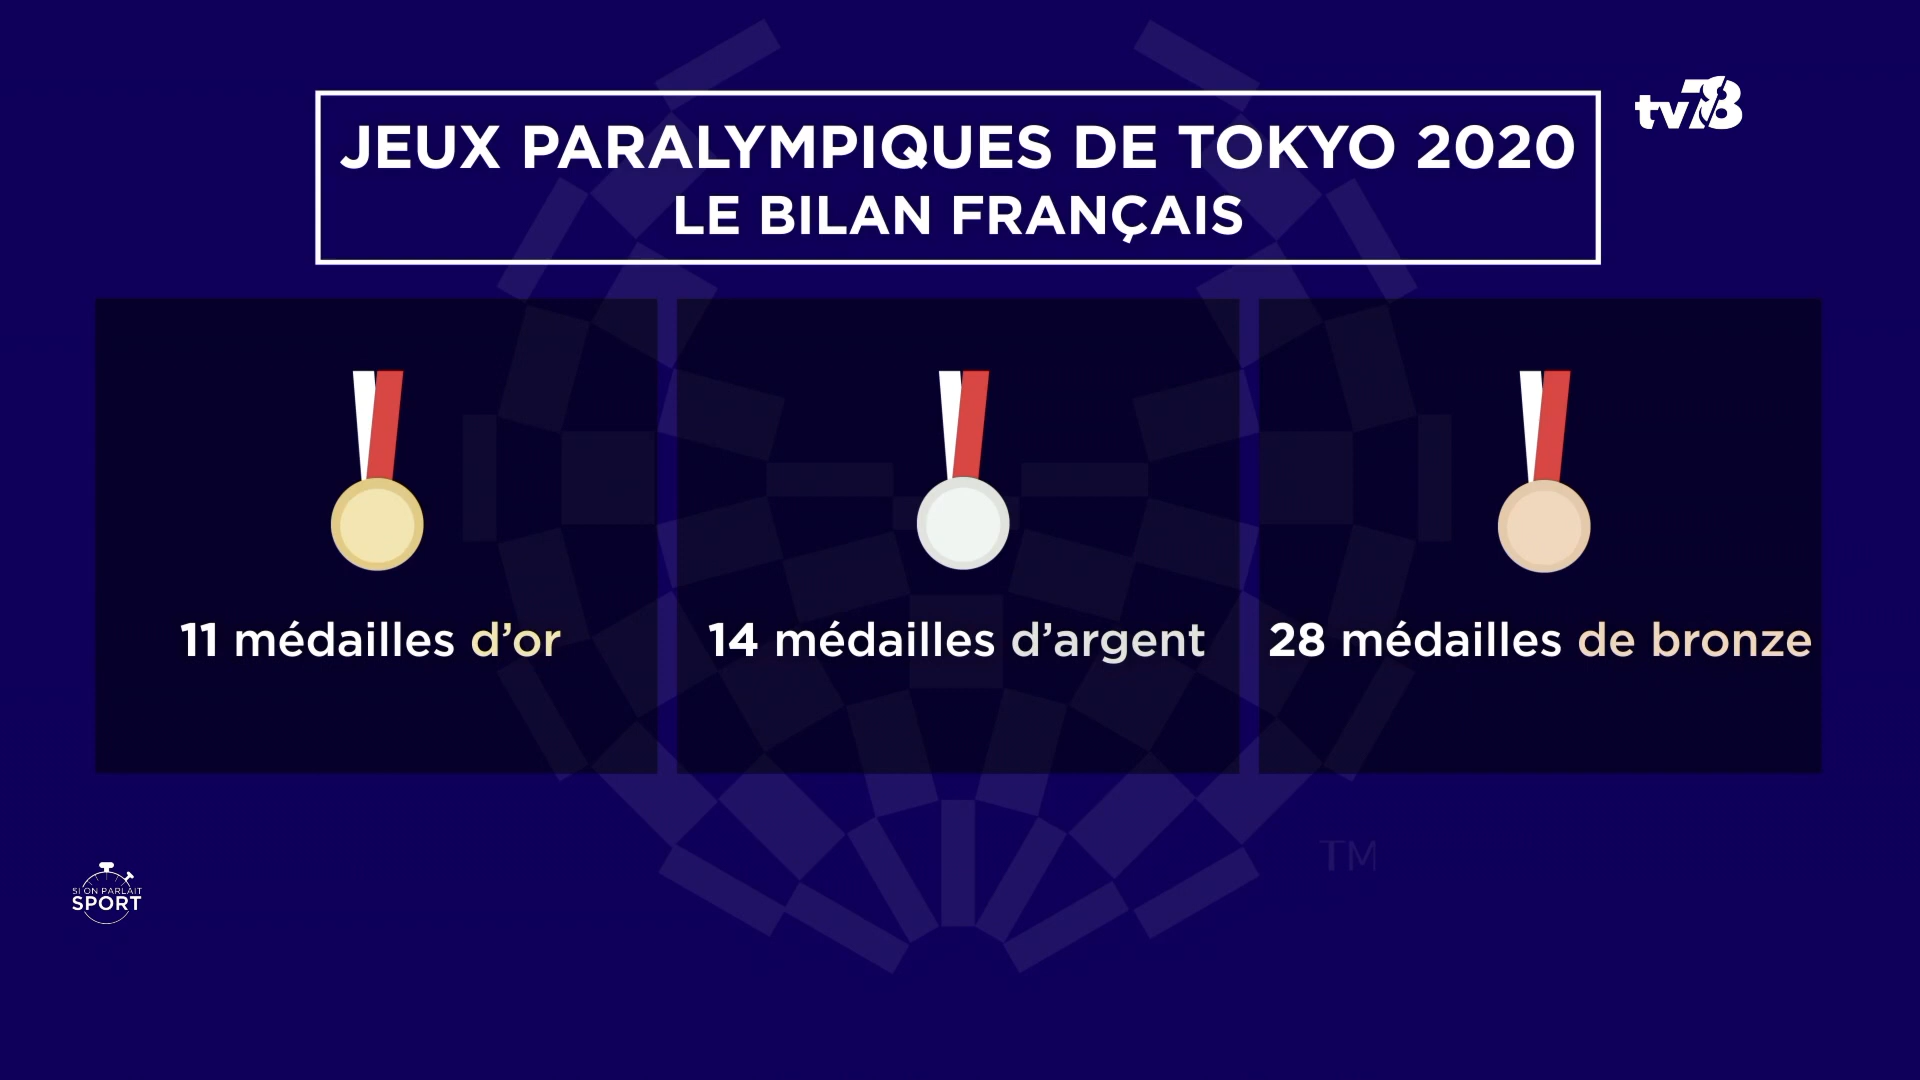 tv78
JEUX PARALYMPIQUES DE TOKYO 2020
LE BILAN FRANÇAIS
11 médailles d’or
14 médailles d’argent
28 médailles de bronze
TM
SI ON PARLAIT
SPORT